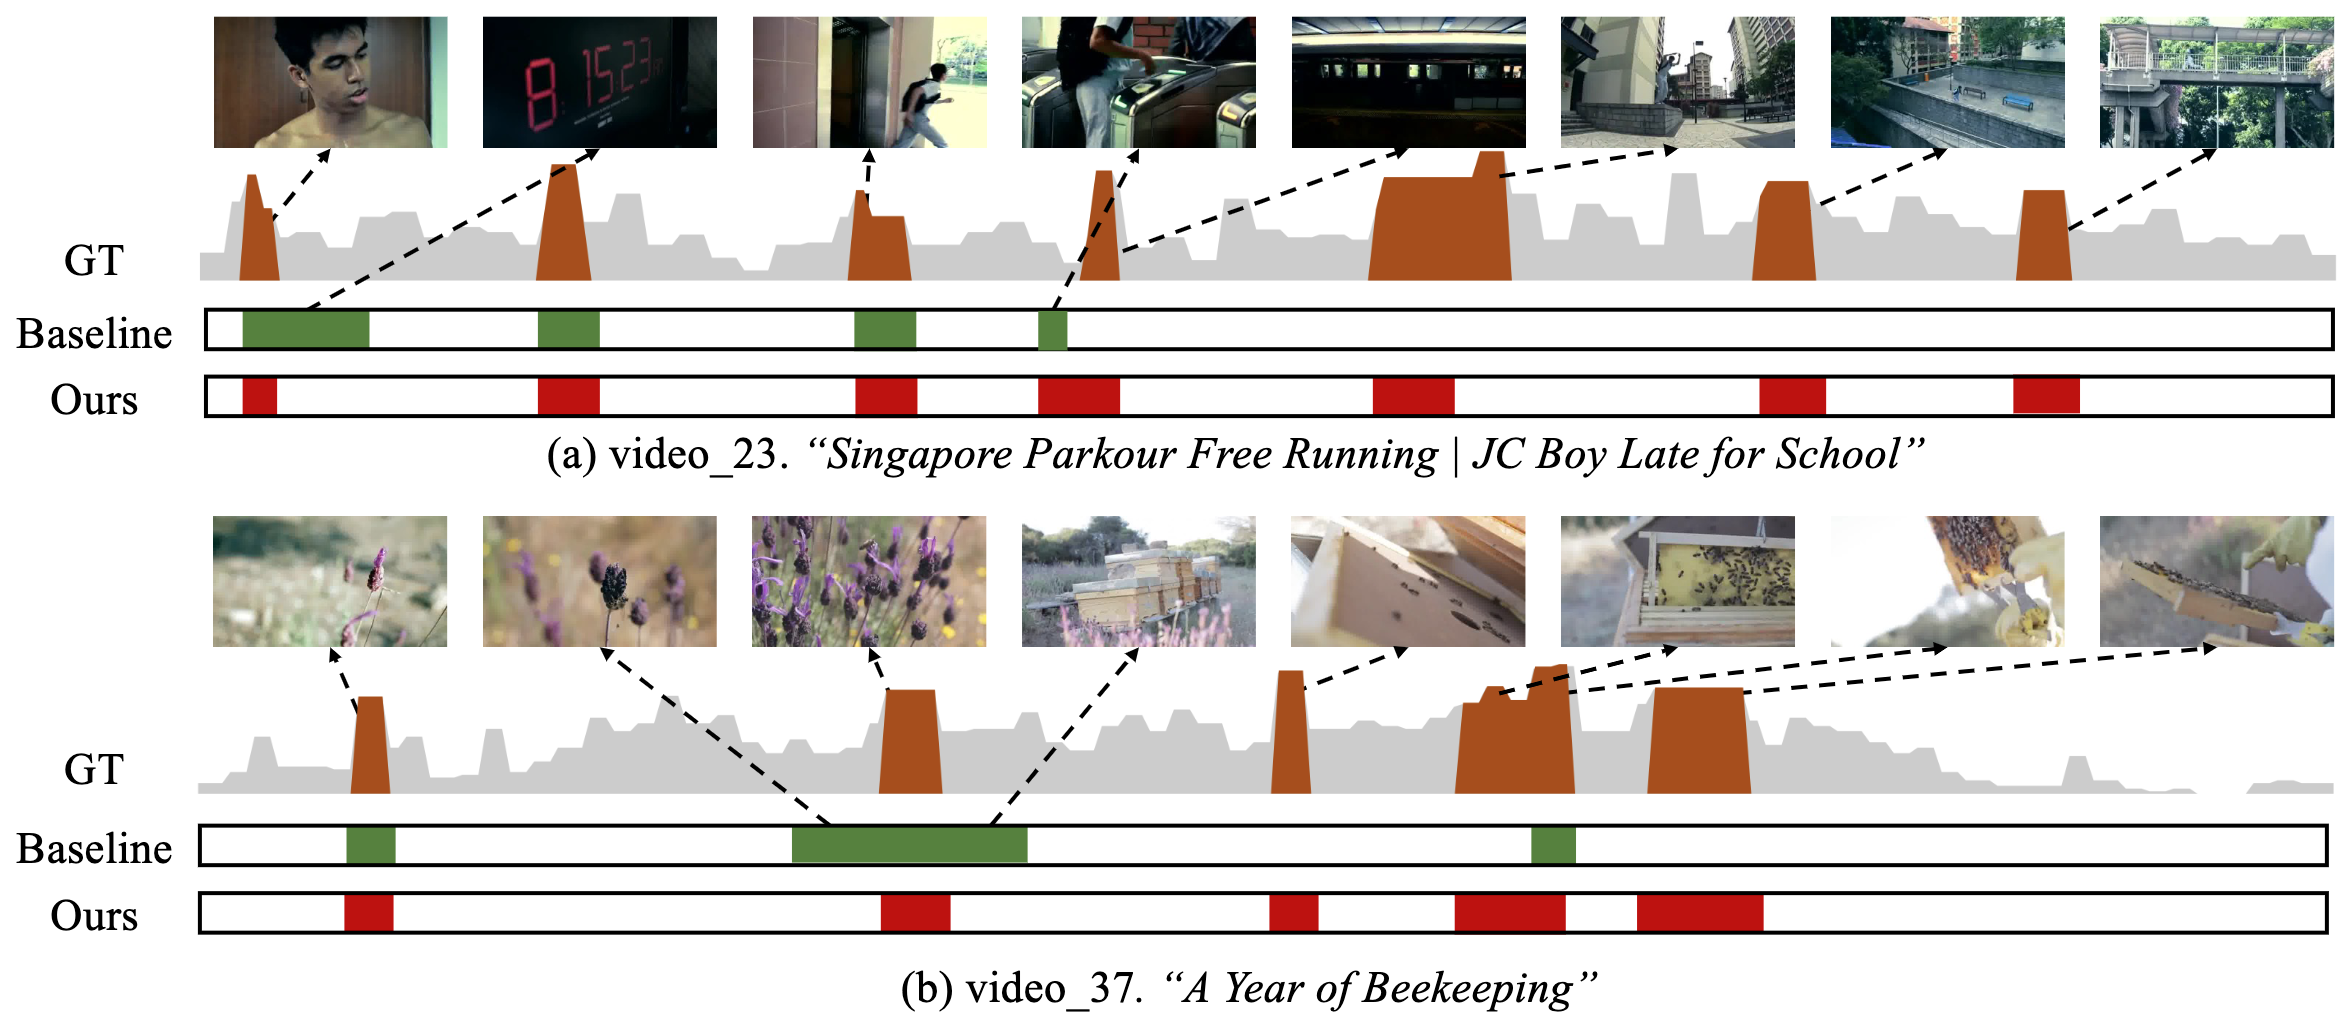 8:15:23
GT
Baseline
Ours
(a) video_23. “Singapore Parkour Free Running | JC Boy Late for School”
GT
Baseline
Ours
(b) video_37. “A Year of Beekeeping”